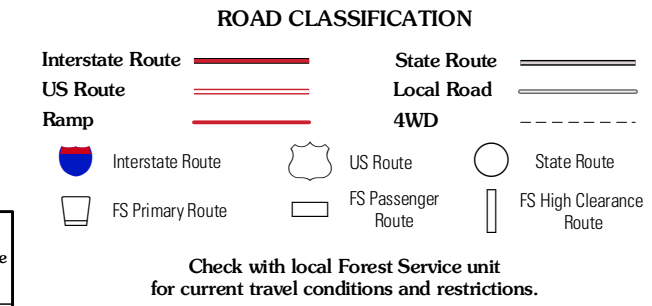 ROAD CLASSIFICATION
Interstate Route
State Route
US Route
Local Road
Ramp
4WD
Interstate Route
US Route
State Route
FS Primary Route
FS Passenger
Route
FS High Clearance
Route
Check with local Forest Service unit
for current travel conditions and restrictions.